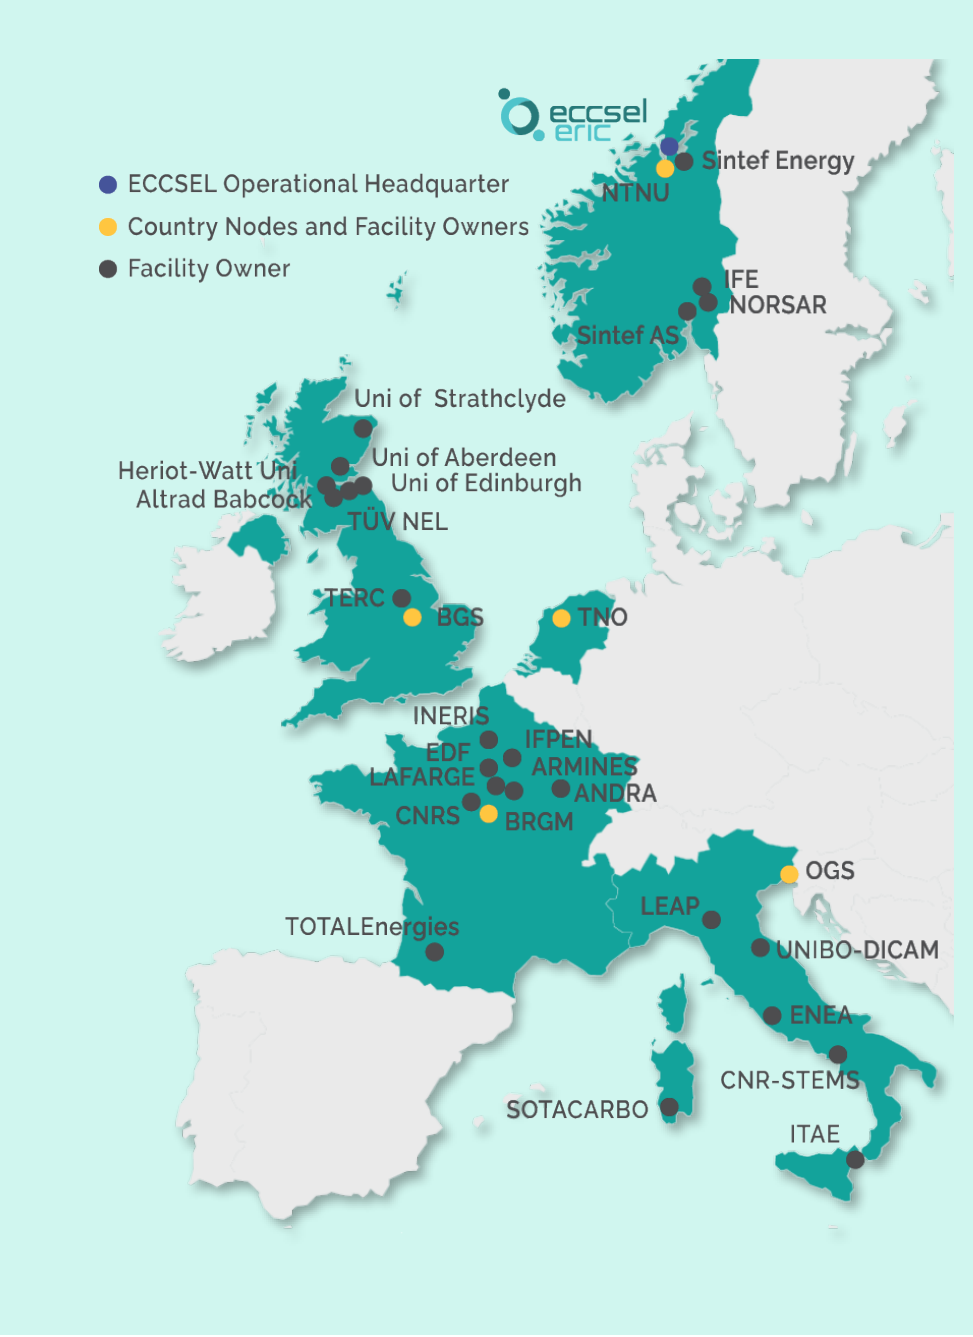 eccsel
eric
Sintef Energy
ECCSEL Operational Headquarter
NTNU
Country Nodes and Facility Owners
Facility Owner
IFE
NORSAR
Sintef AS
Uni of Strathclyde
Uni of Aberdeen
Heriot-Watt Uni
Uni of Edinburgh
Altrad Babcock
TÜV NEL
TERC
BGS
TNO
INERIS
IFPEN
EDF
ARMINES
LAFARGE
ANDRA
CNRS
BRGM
OGS
LEAP
TOTALEnergies
UNIBO-DICAM
ENEA
CNR-STEMS
SOTACARBO
ITAE